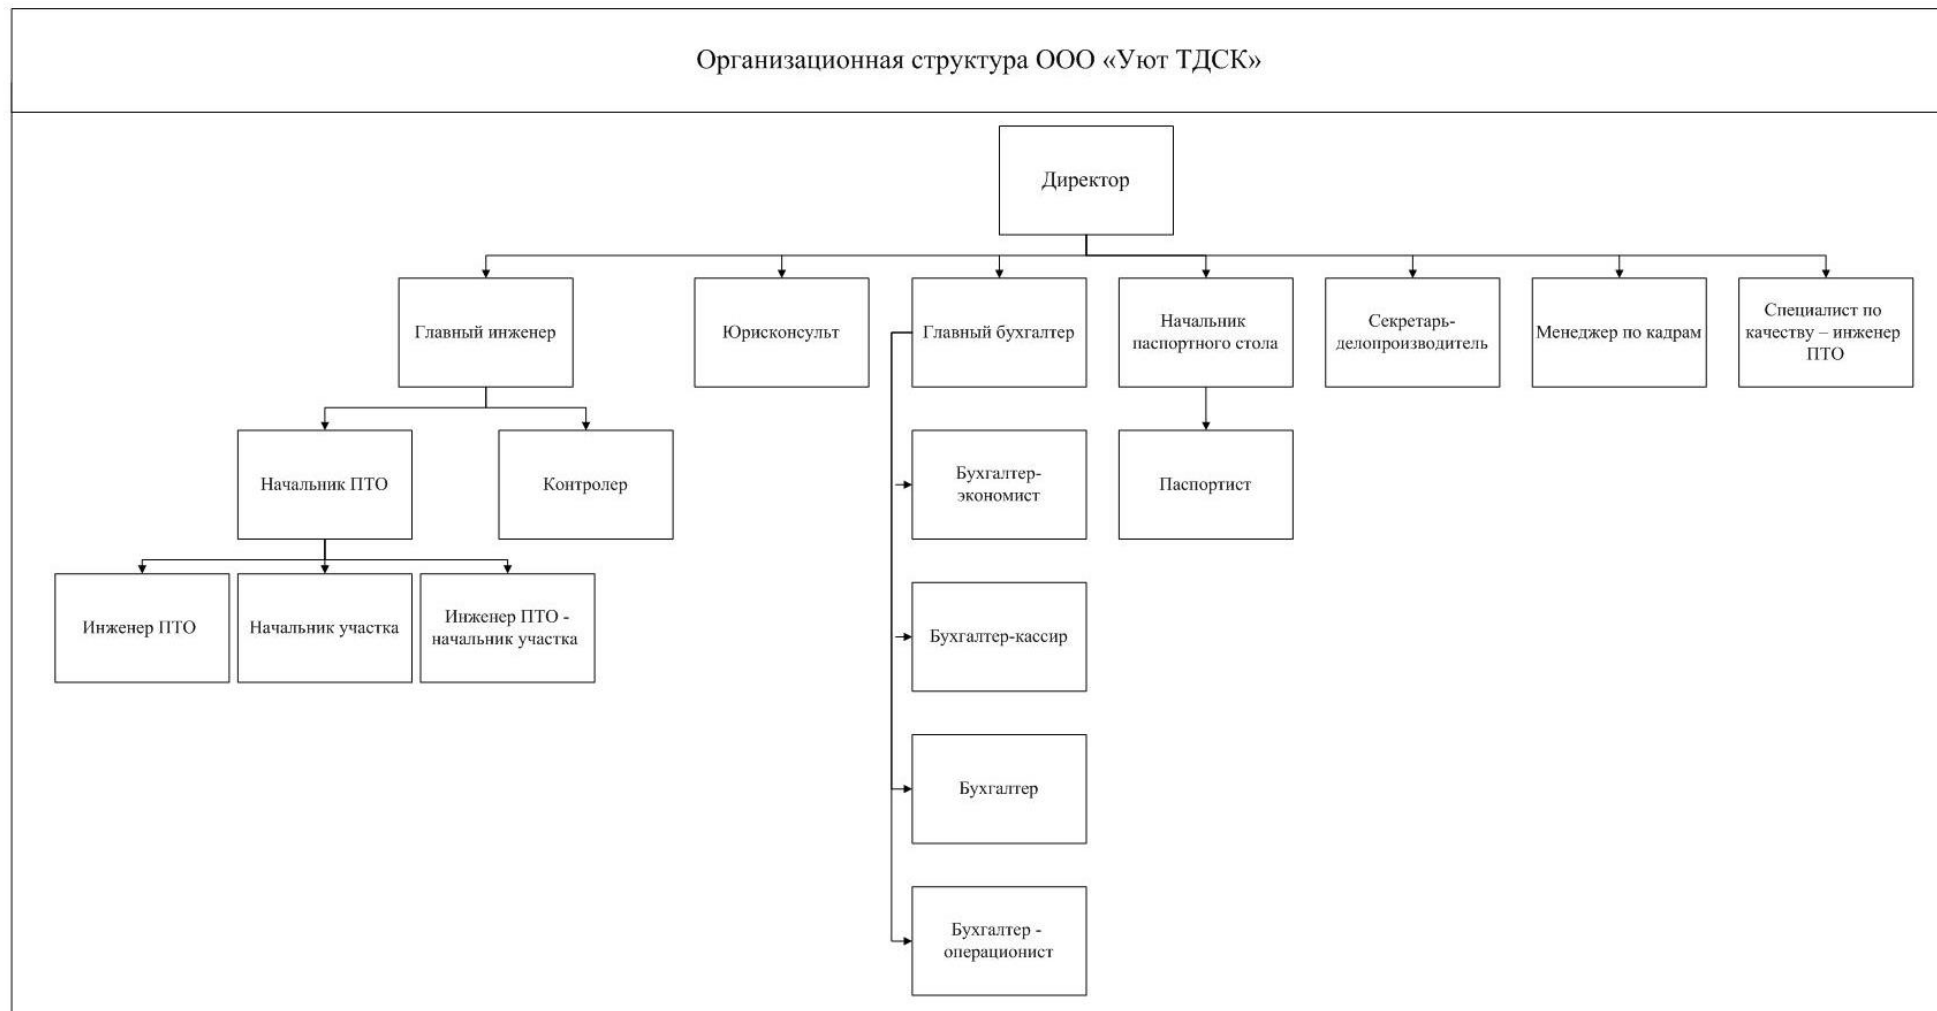 Организационная структура ООО «Уют ТДСК»
Директор
Главный инженер
Юрисконсульт
Главный бухгалтер
Начальник
паспортного стола
Секретарь-
делопроизводитель
Менеджер по кадрам
Специалист по
качеству – инженер
ПТО
Начальник ПТО
Контролер
Бухгалтер-
экономист
Паспортист
Инженер ПТО
Начальник участка
Инженер ПТО -
начальник участка
Бухгалтер-кассир
Бухгалтер
Бухгалтер -
операционист